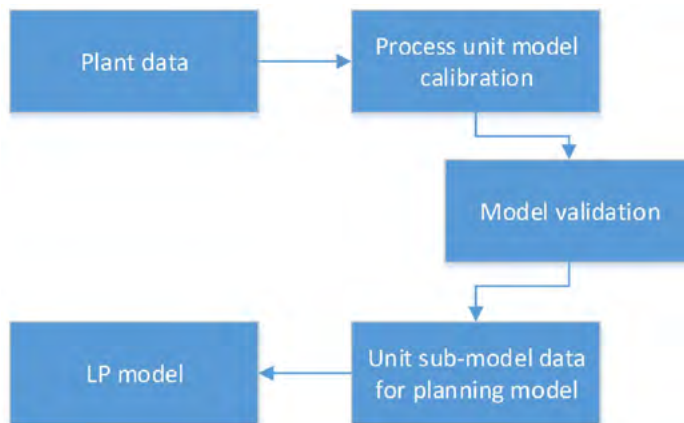 Plant data
Process unit model
calibration
Model validation
Unit sub-model data
for planning model
LP model